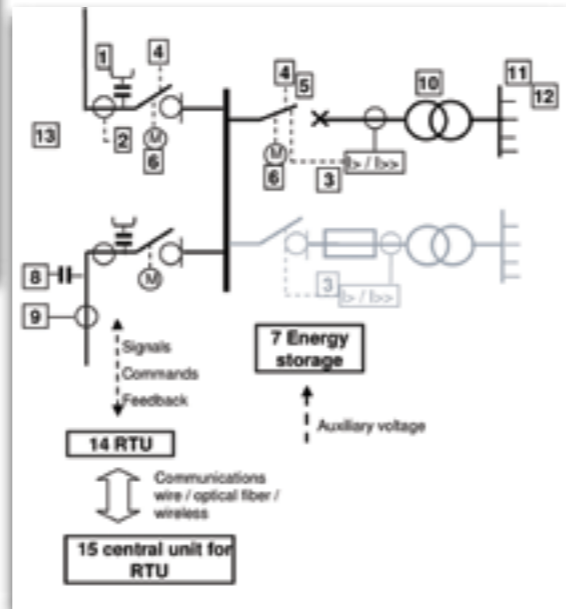 1
4
4
5
10
11
12
13
2
M
6
M
6
3
I> / I>>
M
8
9
3
I> / I>>
7 Energy
storage
Signals
Commands
Feedback
Auxiliary voltage
14 RTU
Communications
wire / optical fiber /
wireless
15 central unit for
RTU